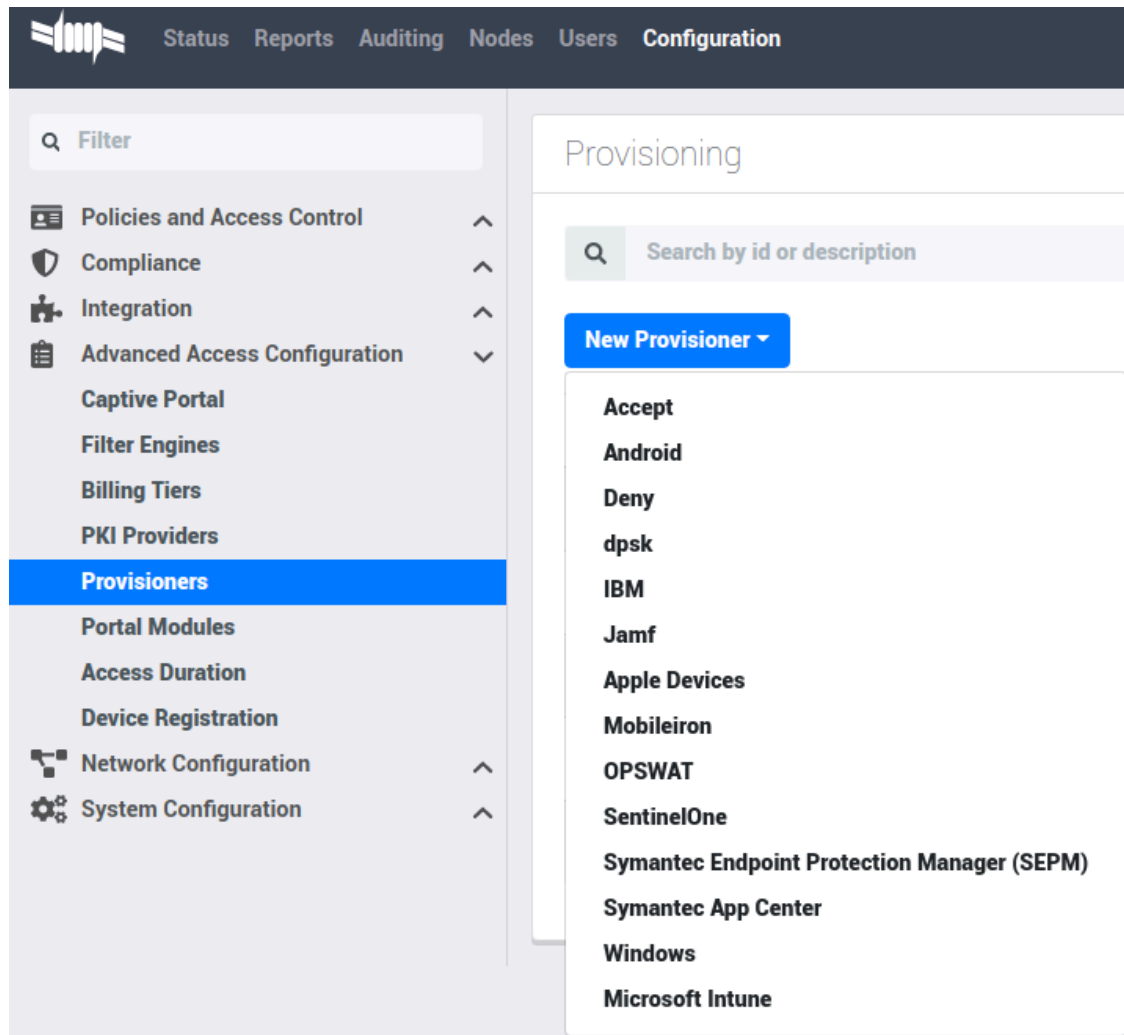 Status Reports Auditing Nodes Users Configuration
Filter
Policies and Access Control
Compliance
Integration
Advanced Access Configuration
Captive Portal
Filter Engines
Billing Tiers
PKI Providers
Provisioners
Portal Modules
Access Duration
Device Registration
Network Configuration
System Configuration
Provisioning
Search by id or description
New Provisioner
Accept
Android
Deny
dpsk
IBM
Jamf
Apple Devices
Mobileiron
OPSWAT
SentinelOne
Symantec Endpoint Protection Manager (SEPM)
Symantec App Center
Windows
Microsoft Intune